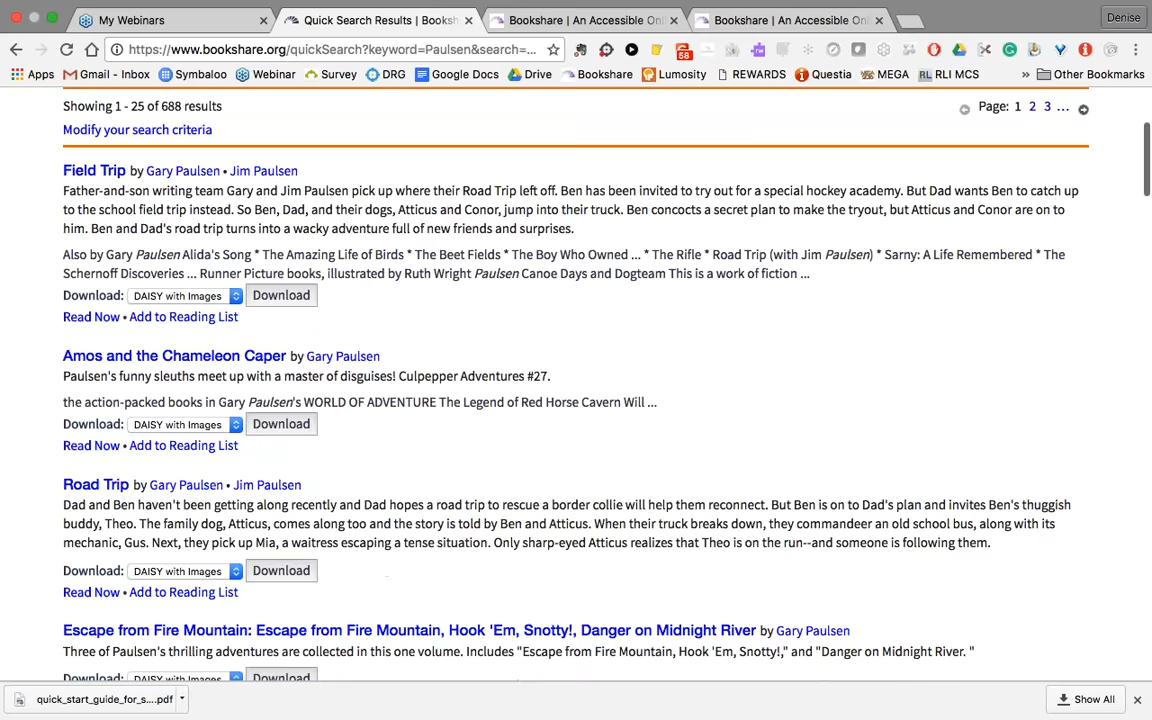 My Webinars
Quick Search Results | Booksh
Bookshare | An Accessible Onl
Bookshare | An Accessible Onl
Denise
https://www.bookshare.org/quickSearch?keyword=Paulsen&search=...
58
Apps
Gmail - Inbox
Symbaloo
Webinar
Survey
DRG
Google Docs
Drive
Bookshare
Lumosity
REWARDS
Questia
MEGA
RL RLI MCS
»
Other Bookmarks
Showing 1 - 25 of 688 results
Page: 1 2 3 ...
Modify your search criteria
Field Trip by Gary Paulsen • Jim Paulsen
Father-and-son writing team Gary and Jim Paulsen pick up where their Road Trip left off. Ben has been invited to try out for a special hockey academy. But Dad wants Ben to catch up
to the school field trip instead. So Ben, Dad, and their dogs, Atticus and Conor, jump into their truck. Ben concocts a secret plan to make the tryout, but Atticus and Conor are on to
him. Ben and Dad's road trip turns into a wacky adventure full of new friends and surprises.
Also by Gary Paulsen Alida's Song * The Amazing Life of Birds * The Beet Fields * The Boy Who Owned ... * The Rifle * Road Trip (with Jim Paulsen) * Sarny: A Life Remembered * The
Schernoff Discoveries ... Runner Picture books, illustrated by Ruth Wright Paulsen Canoe Days and Dogteam This is a work of fiction ...
Download: DAISY with Images Download
Read Now • Add to Reading List
Amos and the Chameleon Caper by Gary Paulsen
Paulsen's funny sleuths meet up with a master of disguises! Culpepper Adventures #27.
the action-packed books in Gary Paulsen's WORLD OF ADVENTURE The Legend of Red Horse Cavern Will ...
Download: DAISY with Images Download
Read Now • Add to Reading List
Road Trip by Gary Paulsen • Jim Paulsen
Dad and Ben haven't been getting along recently and Dad hopes a road trip to rescue a border collie will help them reconnect. But Ben is on to Dad's plan and invites Ben's thuggish
buddy, Theo. The family dog, Atticus, comes along too and the story is told by Ben and Atticus. When their truck breaks down, they commandeer an old school bus, along with its
mechanic, Gus. Next, they pick up Mia, a waitress escaping a tense situation. Only sharp-eyed Atticus realizes that Theo is on the run--and someone is following them.
Download: DAISY with Images Download
Read Now • Add to Reading List
Escape from Fire Mountain: Escape from Fire Mountain, Hook 'Em, Snotty!, Danger on Midnight River by Gary Paulsen
Three of Paulsen's thrilling adventures are collected in this one volume. Includes "Escape from Fire Mountain, Hook 'Em, Snotty!," and "Danger on Midnight River. "
Download: DAISY with Images Download
quick_start_guide_for_s....pdf
Show All